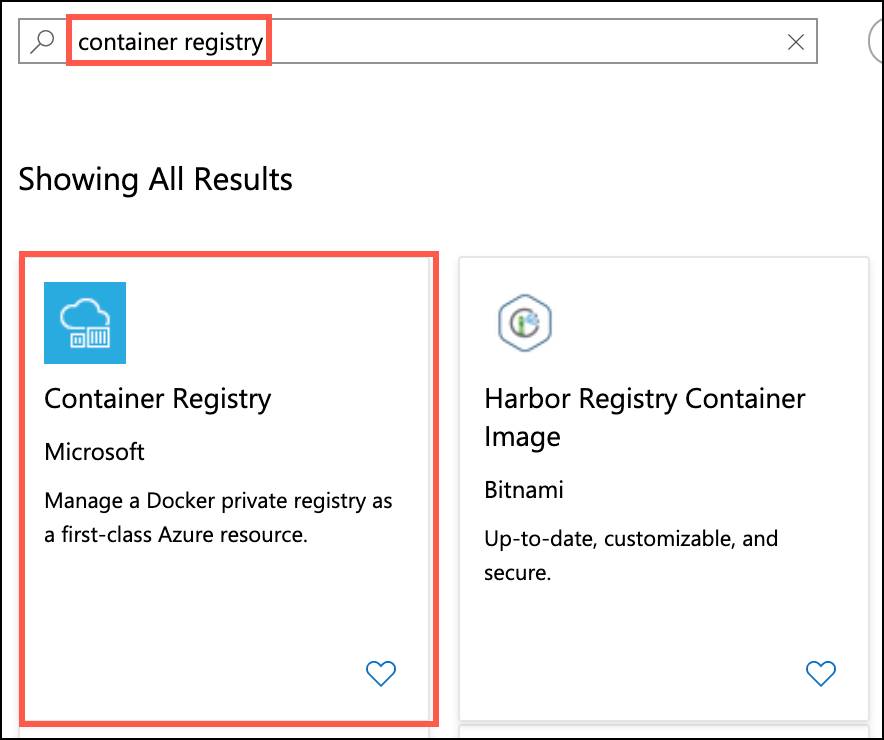 container registry
Showing All Results
Container Registry
Microsoft
Manage a Docker private registry as
a first-class Azure resource.
Harbor Registry Container
Image
Bitnami
Up-to-date, customizable, and
secure.